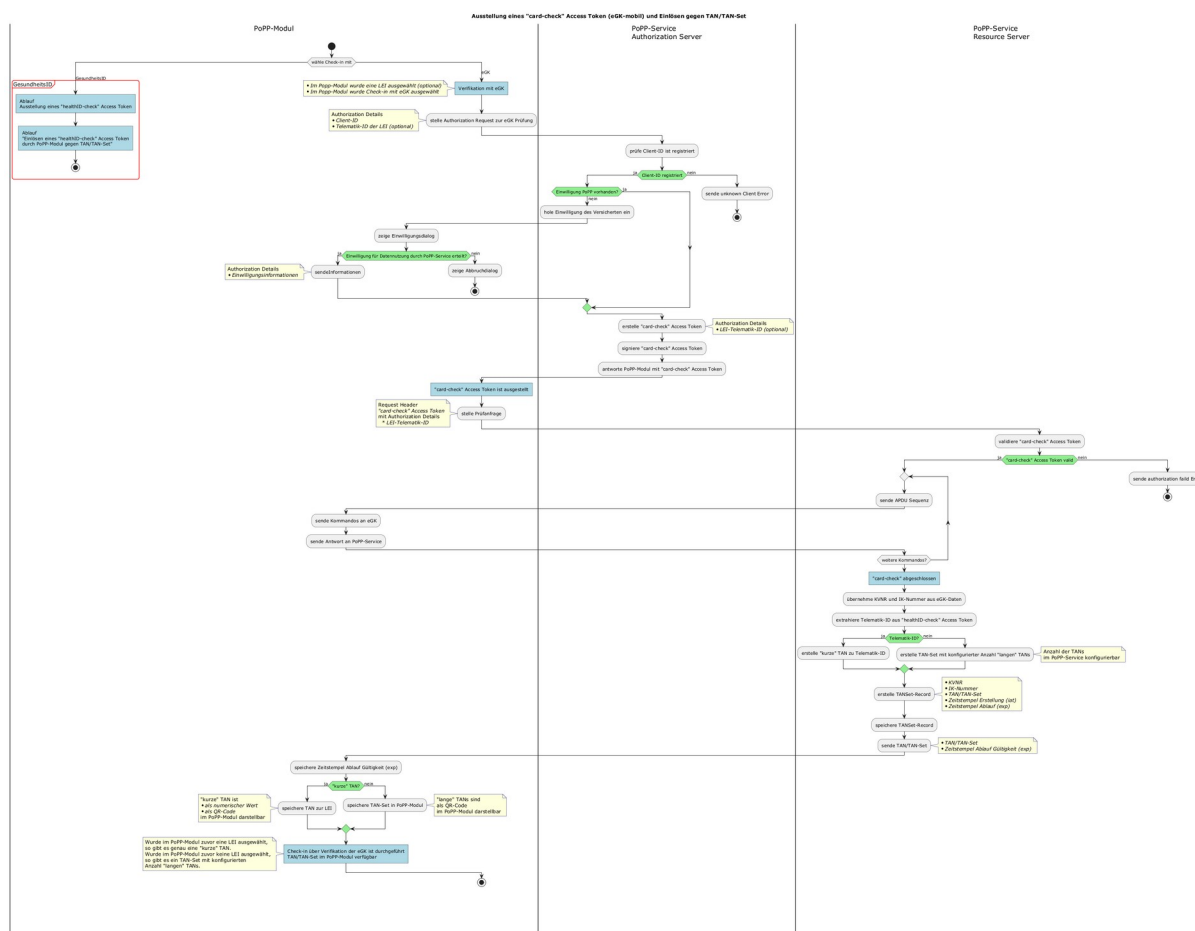 Ausstellung eines "card-check" Access Token (eGK-mobil) und Einlösen gegen TAN/TAN-Set
PoPP-Modul
PoPP-Service
Authorization Server
PoPP-Service
Resource Server
wähle Check-in mit
GesundheitsID
eGK
GesundheitsID
Ablauf
Ausstellung eines "healthID-check" Access Token
Ablauf
"Einlösen eines "healthID-check" Access Token
durch PoPP-Modul gegen TAN/TAN-Set"
• Im Popp-Modul wurde eine LEI ausgewählt (optional)
• Im Popp-Modul wurde Check-in mit eGK ausgewählt
Verifikation mit eGK
Authorization Details
• Client-ID
• Telematik-ID der LEI (optional)
stelle Authorization Request zur eGK Prüfung
prüfe Client-ID ist registriert
ja
Client-ID registriert
nein
Einwilligung PoPP vorhanden?
ja
nein
sende unknown Client Error
hole Einwilligung des Versicherten ein
zeige Einwilligungsdialog
ja
Einwilligung für Datennutzung durch PoPP-Service erteilt?
nein
Authorization Details
• Einwilligungsinformationen
sendeInformationen
zeige Abbruchdialog
erstelle "card-check" Access Token
Authorization Details
• LEI-Telematik-ID (optional)
signiere "card-check" Access Token
antworte PoPP-Modul mit "card-check" Access Token
"card-check" Access Token ist ausgestellt
Request Header
"card-check" Access Token
mit Authorization Details
* LEI-Telematik-ID
stelle Prüfanfrage
validiere "card-check" Access Token
ja
"card-check" Access Token valid
nein
sende authorization faild
sende APDU Sequenz
sende Kommandos an eGK
sende Antwort an PoPP-Service
weitere Kommandos?
"card-check" abgeschlossen
übernehme KVNR und IK-Nummer aus eGK-Daten
extrahiere Telematik-ID aus "healthID-check" Access Token
ja
Telematik-ID?
nein
erstelle "kurze" TAN zu Telematik-ID
erstelle TAN-Set mit konfigurierter Anzahl "langen" TANs
Anzahl der TANs
im PoPP-Service konfigurierbar
erstelle TANSet-Record
• KVNR
• IK-Nummer
• TAN/TAN-Set
• Zeitstempel Erstellung (iat)
• Zeitstempel Ablauf (exp)
speichere TANSet-Record
sende TAN/TAN-Set
• TAN/TAN-Set
• Zeitstempel Ablauf Gültigkeit (exp)
speichere Zeitstempel Ablauf Gültigkeit (exp)
ja
"kurze" TAN?
nein
"kurze" TAN ist
• als numerischer Wert
• als QR-Code
im PoPP-Modul darstellbar
speichere TAN zur LEI
speichere TAN-Set in PoPP-Modul
"lange" TANs sind
als QR-Code
im PoPP-Modul darstellbar
Wurde im PoPP-Modul zuvor eine LEI ausgewählt,
so gibt es genau eine "kurze" TAN.
Wurde im PoPP-Modul zuvor keine LEI ausgewählt,
so gibt es ein TAN-Set mit konfigurierten
Anzahl "langen" TANs.
Check-in über Verifikation der eGK ist durchgeführt
TAN/TAN-Set im PoPP-Modul verfügbar